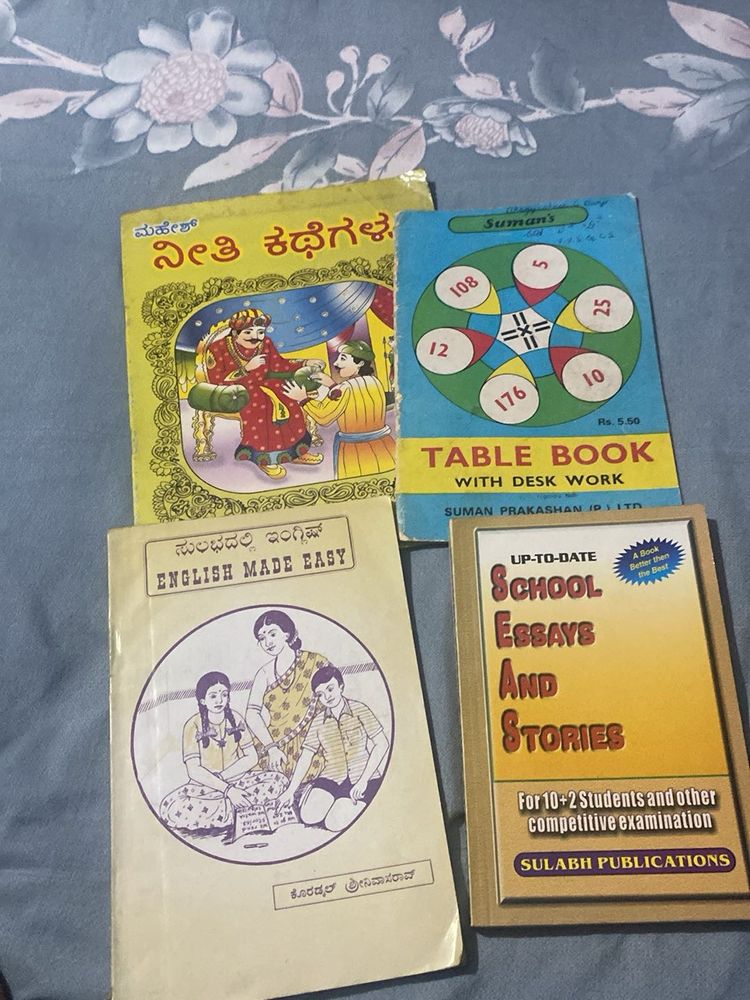 ಮಹೇಶ್
ನೀತಿ ಕಥೆಗಳು
Suman's
5
108
25
12
10
176
Rs. 5.50
TABLE BOOK
WITH DESK WORK
SUMAN PRAKASHAN (P.) LTD
ಸುಲಭದಲ್ಲಿ ಇಂಗ್ಲಿಷ್
ENGLISH MADE EASY
ಕೊರಡ್ಕಲ್ ಶ್ರೀನಿವಾಸರಾವ್
UP-TO-DATE
A Book
Better then
the Best
SCHOOL
ESSAYS
AND
STORIES
For 10+2 Students and other
competitive examination
SULABH PUBLICATIONS